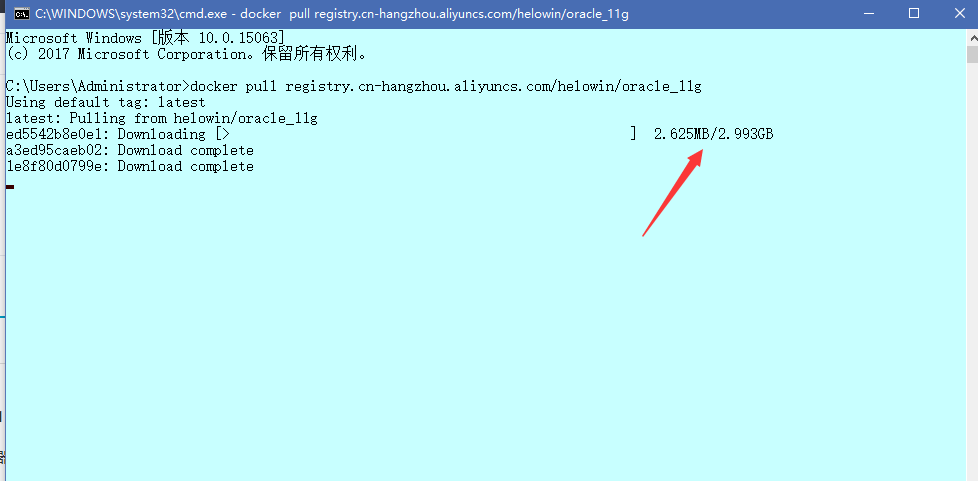 C:\WINDOWS\system32\cmd.exe - docker  pull registry.cn-hangzhou.aliyuncs.com/helowin/oracle_11g
Microsoft Windows [版本 10.0.15063]
(c) 2017 Microsoft Corporation。保留所有权利。
C:\Users\Administrator>docker pull registry.cn-hangzhou.aliyuncs.com/helowin/oracle_11g
Using default tag: latest
latest: Pulling from helowin/oracle_11g
ed5542b8e0e1: Downloading [>                                                  ]  2.625MB/2.993GB
a3ed95caeb02: Download complete
1e8f80d0799e: Download complete